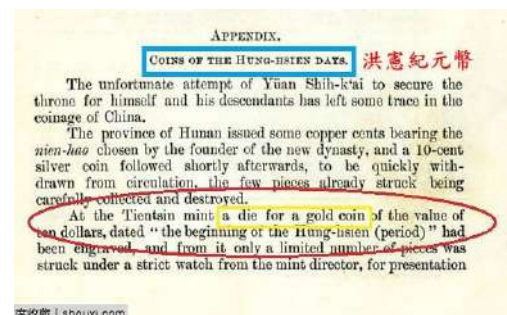 APPENDIX.
COINS OF THE HUNG-HSIEN DAYS. 洪憲紀元幣
The unfortunate attempt of Yüan Shih-k'ai to secure the
throne for himself and his descendants has left some trace in the
coinage of China.
The province of Hunan issued some copper cents bearing the
nien-hao chosen by the founder of the new dynasty, and a 10-cent
silver coin followed shortly afterwards, to be quickly with-
drawn from circulation, the few pieces already struck being
carefully collected and destroyed.
At the Tientsin mint a die for a gold coin of the value of
ten dollars, dated “the beginning of the Hung-hsien (period)” had
been engraved, and from it only a limited number of pieces was
struck under a strict watch from the mint director, for presentation
shouxi.com